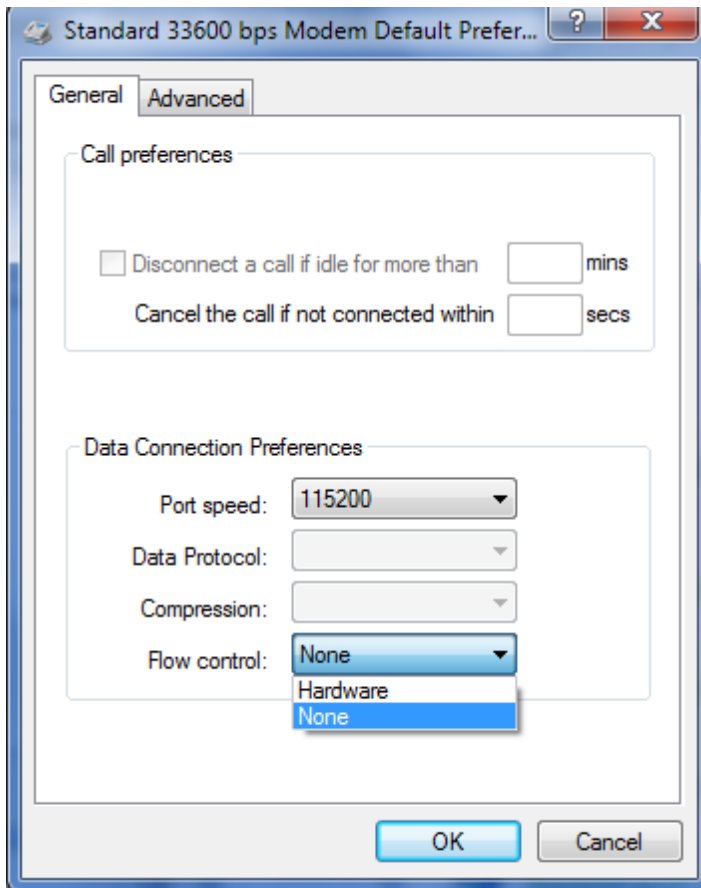 Standard 33600 bps Modem Default Prefer...
General Advanced
Call preferences
Disconnect a call if idle for more than mins
Cancel the call if not connected within secs
Data Connection Preferences
Port speed: 115200
Data Protocol:
Compression:
Flow control: None
Hardware
None
OK Cancel